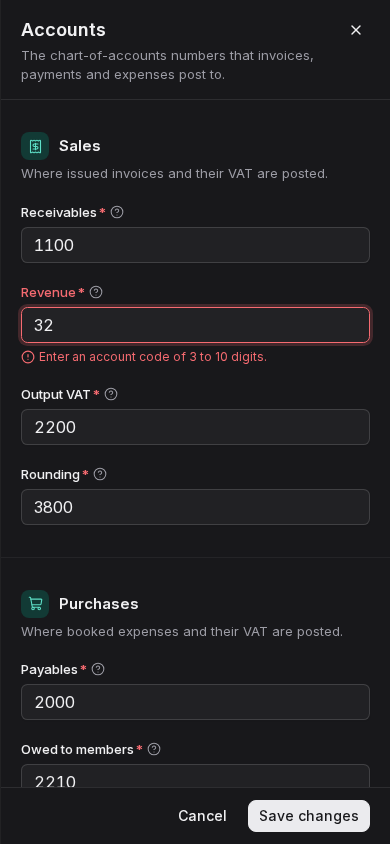 Accounts
The chart-of-accounts numbers that invoices,
payments and expenses post to.
Sales
Where issued invoices and their VAT are posted.
Receivables *
1100
Revenue *
32
Enter an account code of 3 to 10 digits.
Output VAT *
2200
Rounding *
3800
Purchases
Where booked expenses and their VAT are posted.
Payables *
2000
Owed to members *
2210
Cancel Save changes